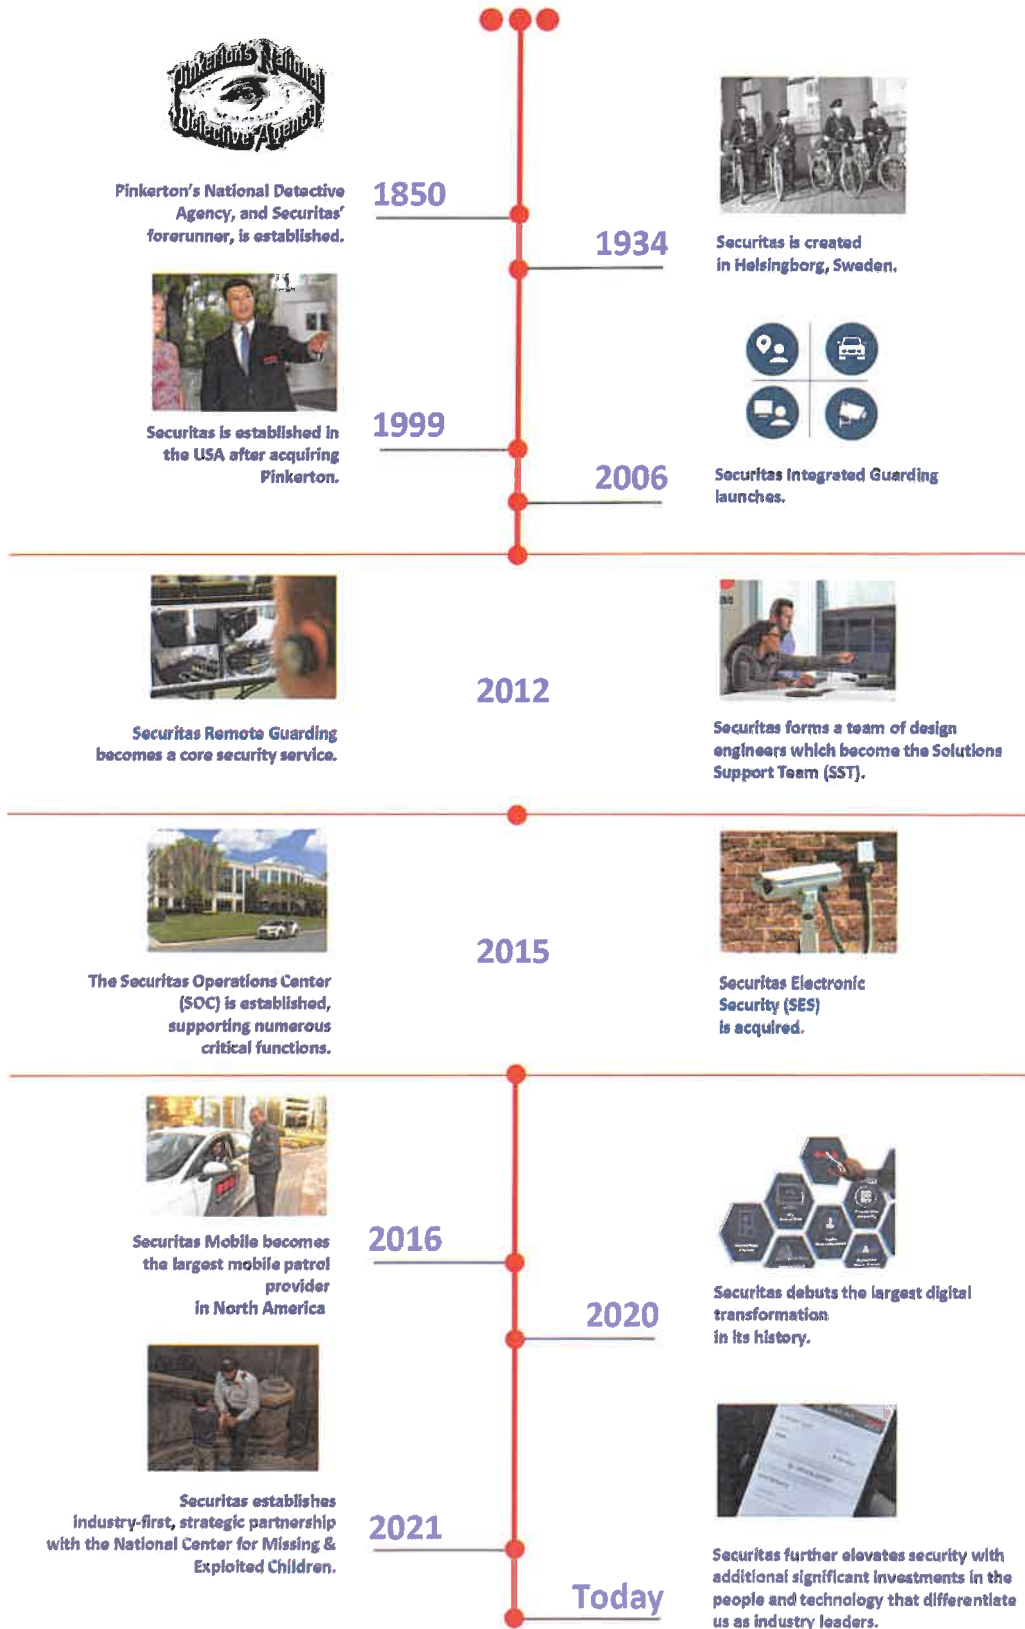 Pinkerton's National
Detective Agency
Pinkerton's National Detective
Agency, and Securitas'
forerunner, is established.
1850
1934
Securitas is created
in Helsingborg, Sweden.
Securitas is established in
the USA after acquiring
Pinkerton.
1999
2006
Securitas Integrated Guarding
launches.
Securitas Remote Guarding
becomes a core security service.
2012
Securitas forms a team of design
engineers which become the Solutions
Support Team (SST).
The Securitas Operations Center
(SOC) is established,
supporting numerous
critical functions.
2015
Securitas Electronic
Security (SES)
is acquired.
Securitas Mobile becomes
the largest mobile patrol
provider
in North America
2016
2020
Securitas debuts the largest digital
transformation
in its history.
Securitas establishes
industry-first, strategic partnership
with the National Center for Missing &
Exploited Children.
2021
Today
Securitas further elevates security with
additional significant investments in the
people and technology that differentiate
us as industry leaders.